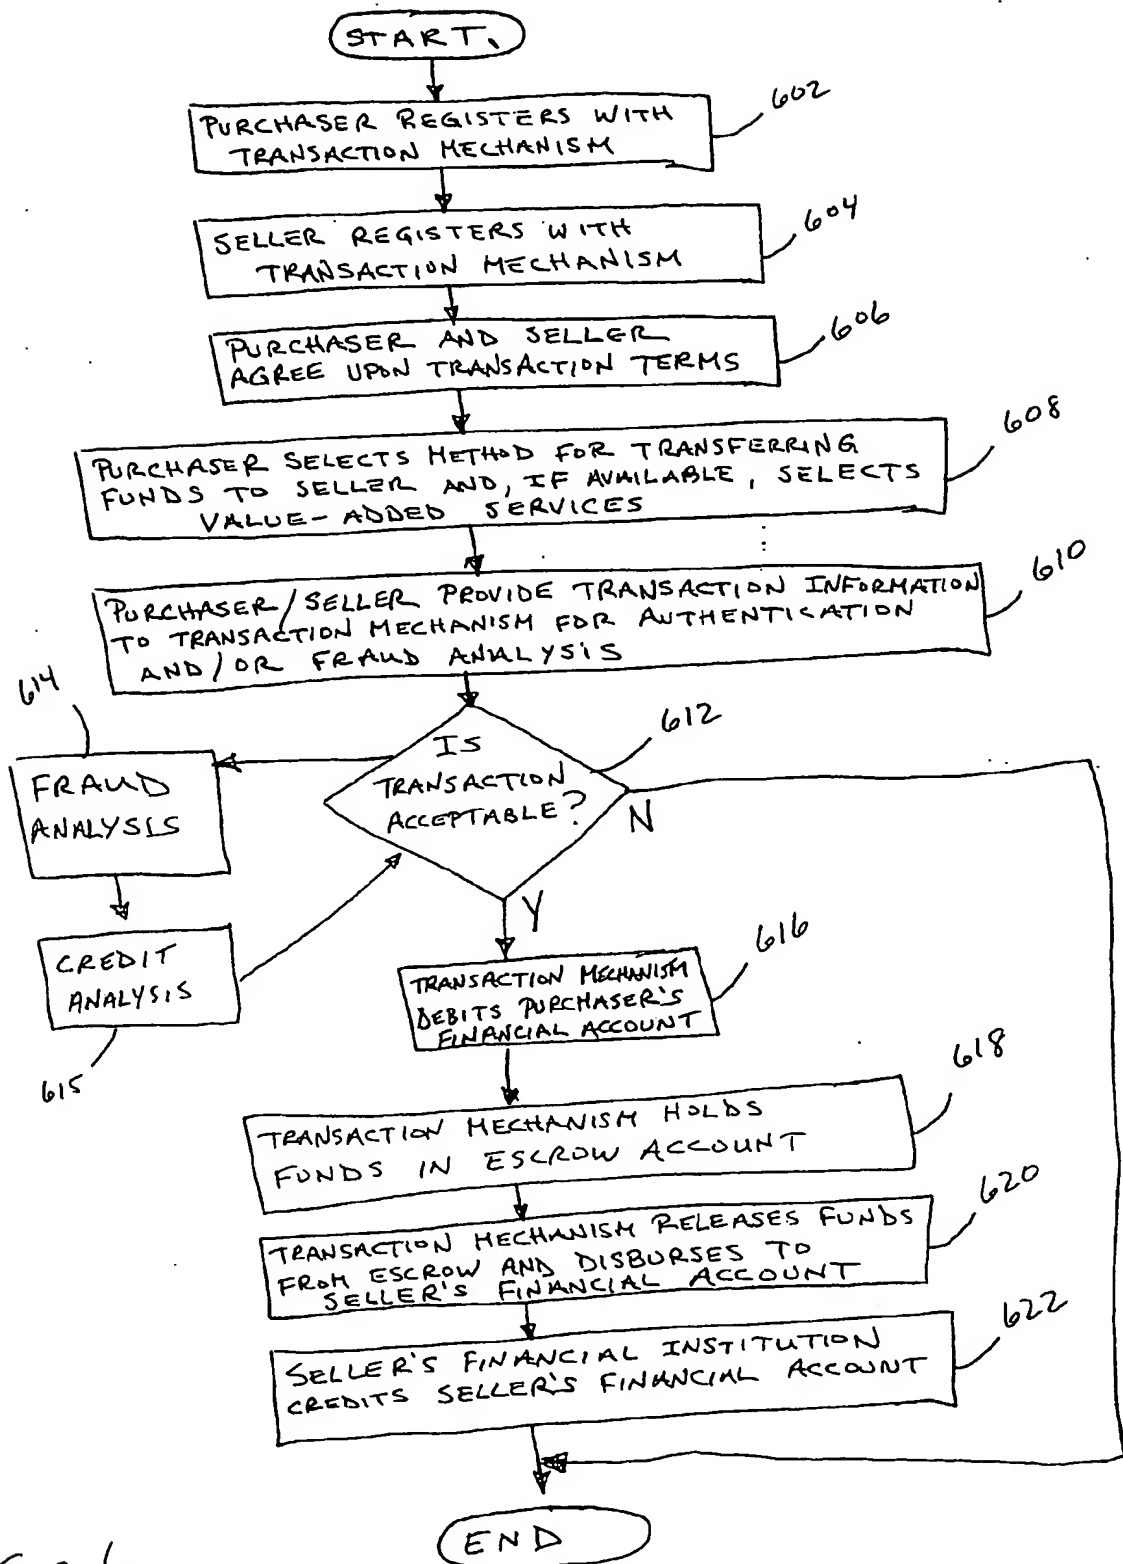 START.
PURCHASER REGISTERS WITH
TRANSACTION MECHANISM
602
SELLER REGISTERS WITH
TRANSACTION MECHANISM
604
PURCHASER AND SELLER
AGREE UPON TRANSACTION TERMS
606
PURCHASER SELECTS METHOD FOR TRANSFERRING
FUNDS TO SELLER AND, IF AVAILABLE, SELECTS
VALUE-ADDED SERVICES
608
PURCHASER/SELLER PROVIDE TRANSACTION INFORMATION
TO TRANSACTION MECHANISM FOR AUTHENTICATION
AND/OR FRAUD ANALYSIS
610
614
FRAUD
ANALYSIS
IS
TRANSACTION
ACCEPTABLE?
612
N
Y
CREDIT
ANALYSIS
615
TRANSACTION MECHANISM
DEBITS PURCHASER'S
FINANCIAL ACCOUNT
616
TRANSACTION MECHANISM HOLDS
FUNDS IN ESCROW ACCOUNT
618
TRANSACTION MECHANISM RELEASES FUNDS
FROM ESCROW AND DISBURSES TO
SELLER'S FINANCIAL ACCOUNT
620
SELLER'S FINANCIAL INSTITUTION
CREDITS SELLER'S FINANCIAL ACCOUNT
622
END